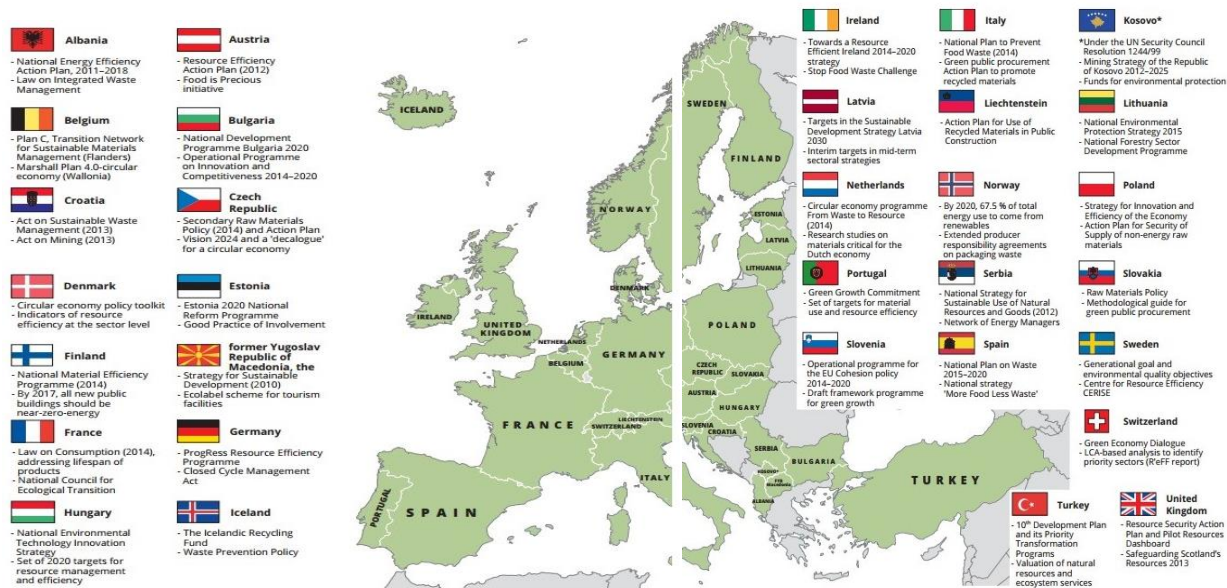 Albania
- National Energy Efficiency
Action Plan, 2011–2018
- Law on Integrated Waste
Management
Austria
- Resource Efficiency
Action Plan (2012)
- Food is Precious
initiative
Belgium
- Plan C, Transition Network
for Sustainable Materials
Management (Flanders)
- Marshall Plan 4.0-circular
economy (Wallonia)
Bulgaria
- National Development
Programme Bulgaria 2020
- Operational Programme
on Innovation and
Competitiveness 2014–2020
Croatia
- Act on Sustainable Waste
Management (2013)
- Act on Mining (2013)
Czech
Republic
- Secondary Raw Materials
Policy (2014) and Action Plan
- Vision 2024 and a 'decalogue'
for a circular economy
Denmark
- Circular economy policy toolkit
- Indicators of resource
efficiency at the sector level
Estonia
- Estonia 2020 National
Reform Programme
- Good Practice of Involvement
Finland
- National Material Efficiency
Programme (2014)
- By 2017, all new public
buildings should be
near-zero-energy
former Yugoslav
Republic of
Macedonia, the
- Strategy for Sustainable
Development (2010)
- Ecolabel scheme for tourism
facilities
France
- Law on Consumption (2014),
addressing lifespan of
products
- National Council for
Ecological Transition
Germany
- ProgRess Resource Efficiency
Programme
- Closed Cycle Management
Act
Hungary
- National Environmental
Technology Innovation
Strategy
- Set of 2020 targets for
resource management
and efficiency
Iceland
- The Icelandic Recycling
Fund
- Waste Prevention Policy
ICELAND
SWEDEN
FINLAND
NORWAY
ESTONIA
LATVIA
LITHUANIA
DENMARK
IRELAND
UNITED
KINGDOM
NETHERLANDS
BELGIUM
GERMANY
POLAND
CZECH
REPUBLIC
SLOVAKIA
AUSTRIA
HUNGARY
LIECHTENSTEIN
SWITZERLAND
FRANCE
SLOVENIA
CROATIA
ITALY
SERBIA
KOSOVO*
BULGARIA
FYR
Macedonia
ALBANIA
PORTUGAL
SPAIN
TURKEY
Ireland
- Towards a Resource
Efficient Ireland 2014–2020
strategy
- Stop Food Waste Challenge
Italy
- National Plan to Prevent
Food Waste (2014)
- Green public procurement
Action Plan to promote
recycled materials
Kosovo*
*Under the UN Security Council
Resolution 1244/99
- Mining Strategy of the Republic
of Kosovo 2012–2025
- Funds for environmental protection
Latvia
- Targets in the Sustainable
Development Strategy Latvia
2030
- Interim targets in mid-term
sectoral strategies
Liechtenstein
- Action Plan for Use of
Recycled Materials in Public
Construction
Lithuania
- National Environmental
Protection Strategy 2015
- National Forestry Sector
Development Programme
Netherlands
- Circular economy programme
From Waste to Resource
(2014)
- Research studies on
materials critical for the
Dutch economy
Norway
- By 2020, 67.5 % of total
energy use to come from
renewables
- Extended producer
responsibility agreements
on packaging waste
Poland
- Strategy for Innovation and
Efficiency of the Economy
- Action Plan for Security of
Supply of non-energy raw
materials
Portugal
- Green Growth Commitment
- Set of targets for material
use and resource efficiency
Serbia
- National Strategy for
Sustainable Use of Natural
Resources and Goods (2012)
- Network of Energy Managers
Slovakia
- Raw Materials Policy
- Methodological guide for
green public procurement
Slovenia
- Operational programme for
the EU Cohesion policy
2014–2020
- Draft framework programme
for green growth
Spain
- National Plan on Waste
2015–2020
- National strategy
'More Food Less Waste'
Sweden
- Generational goal and
environmental quality objectives
- Centre for Resource Efficiency
CERISE
Switzerland
- Green Economy Dialogue
- LCA-based analysis to identify
priority sectors (R'eFF report)
Turkey
- 10th Development Plan
and its Priority
Transformation
Programs
- Valuation of natural
resources and
ecosystem services
United
Kingdom
- Resource Security Action
Plan and Pilot Resources
Dashboard
- Safeguarding Scotland's
Resources 2013